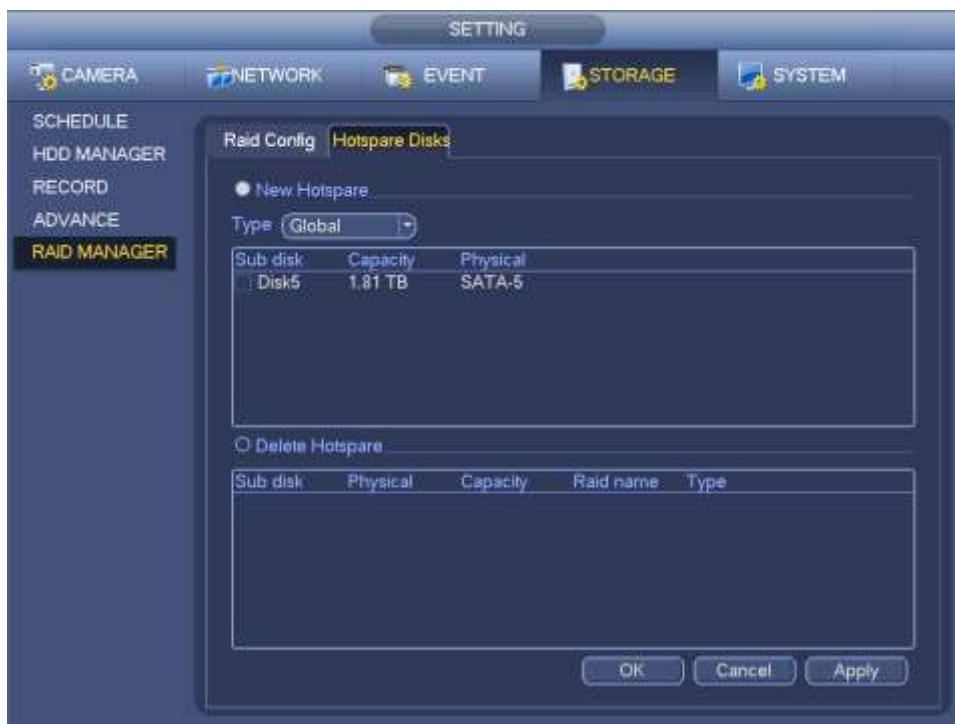 SETTING
CAMERA NETWORK EVENT STORAGE SYSTEM
SCHEDULE
HDD MANAGER
RECORD
ADVANCE
RAID MANAGER
Raid Config Hotspare Disks
New Hotspare
Type Global
Sub disk Capacity Physical
Disk5 1.81 TB SATA-5
Delete Hotspare
Sub disk Physical Capacity Raid name Type
OK Cancel Apply